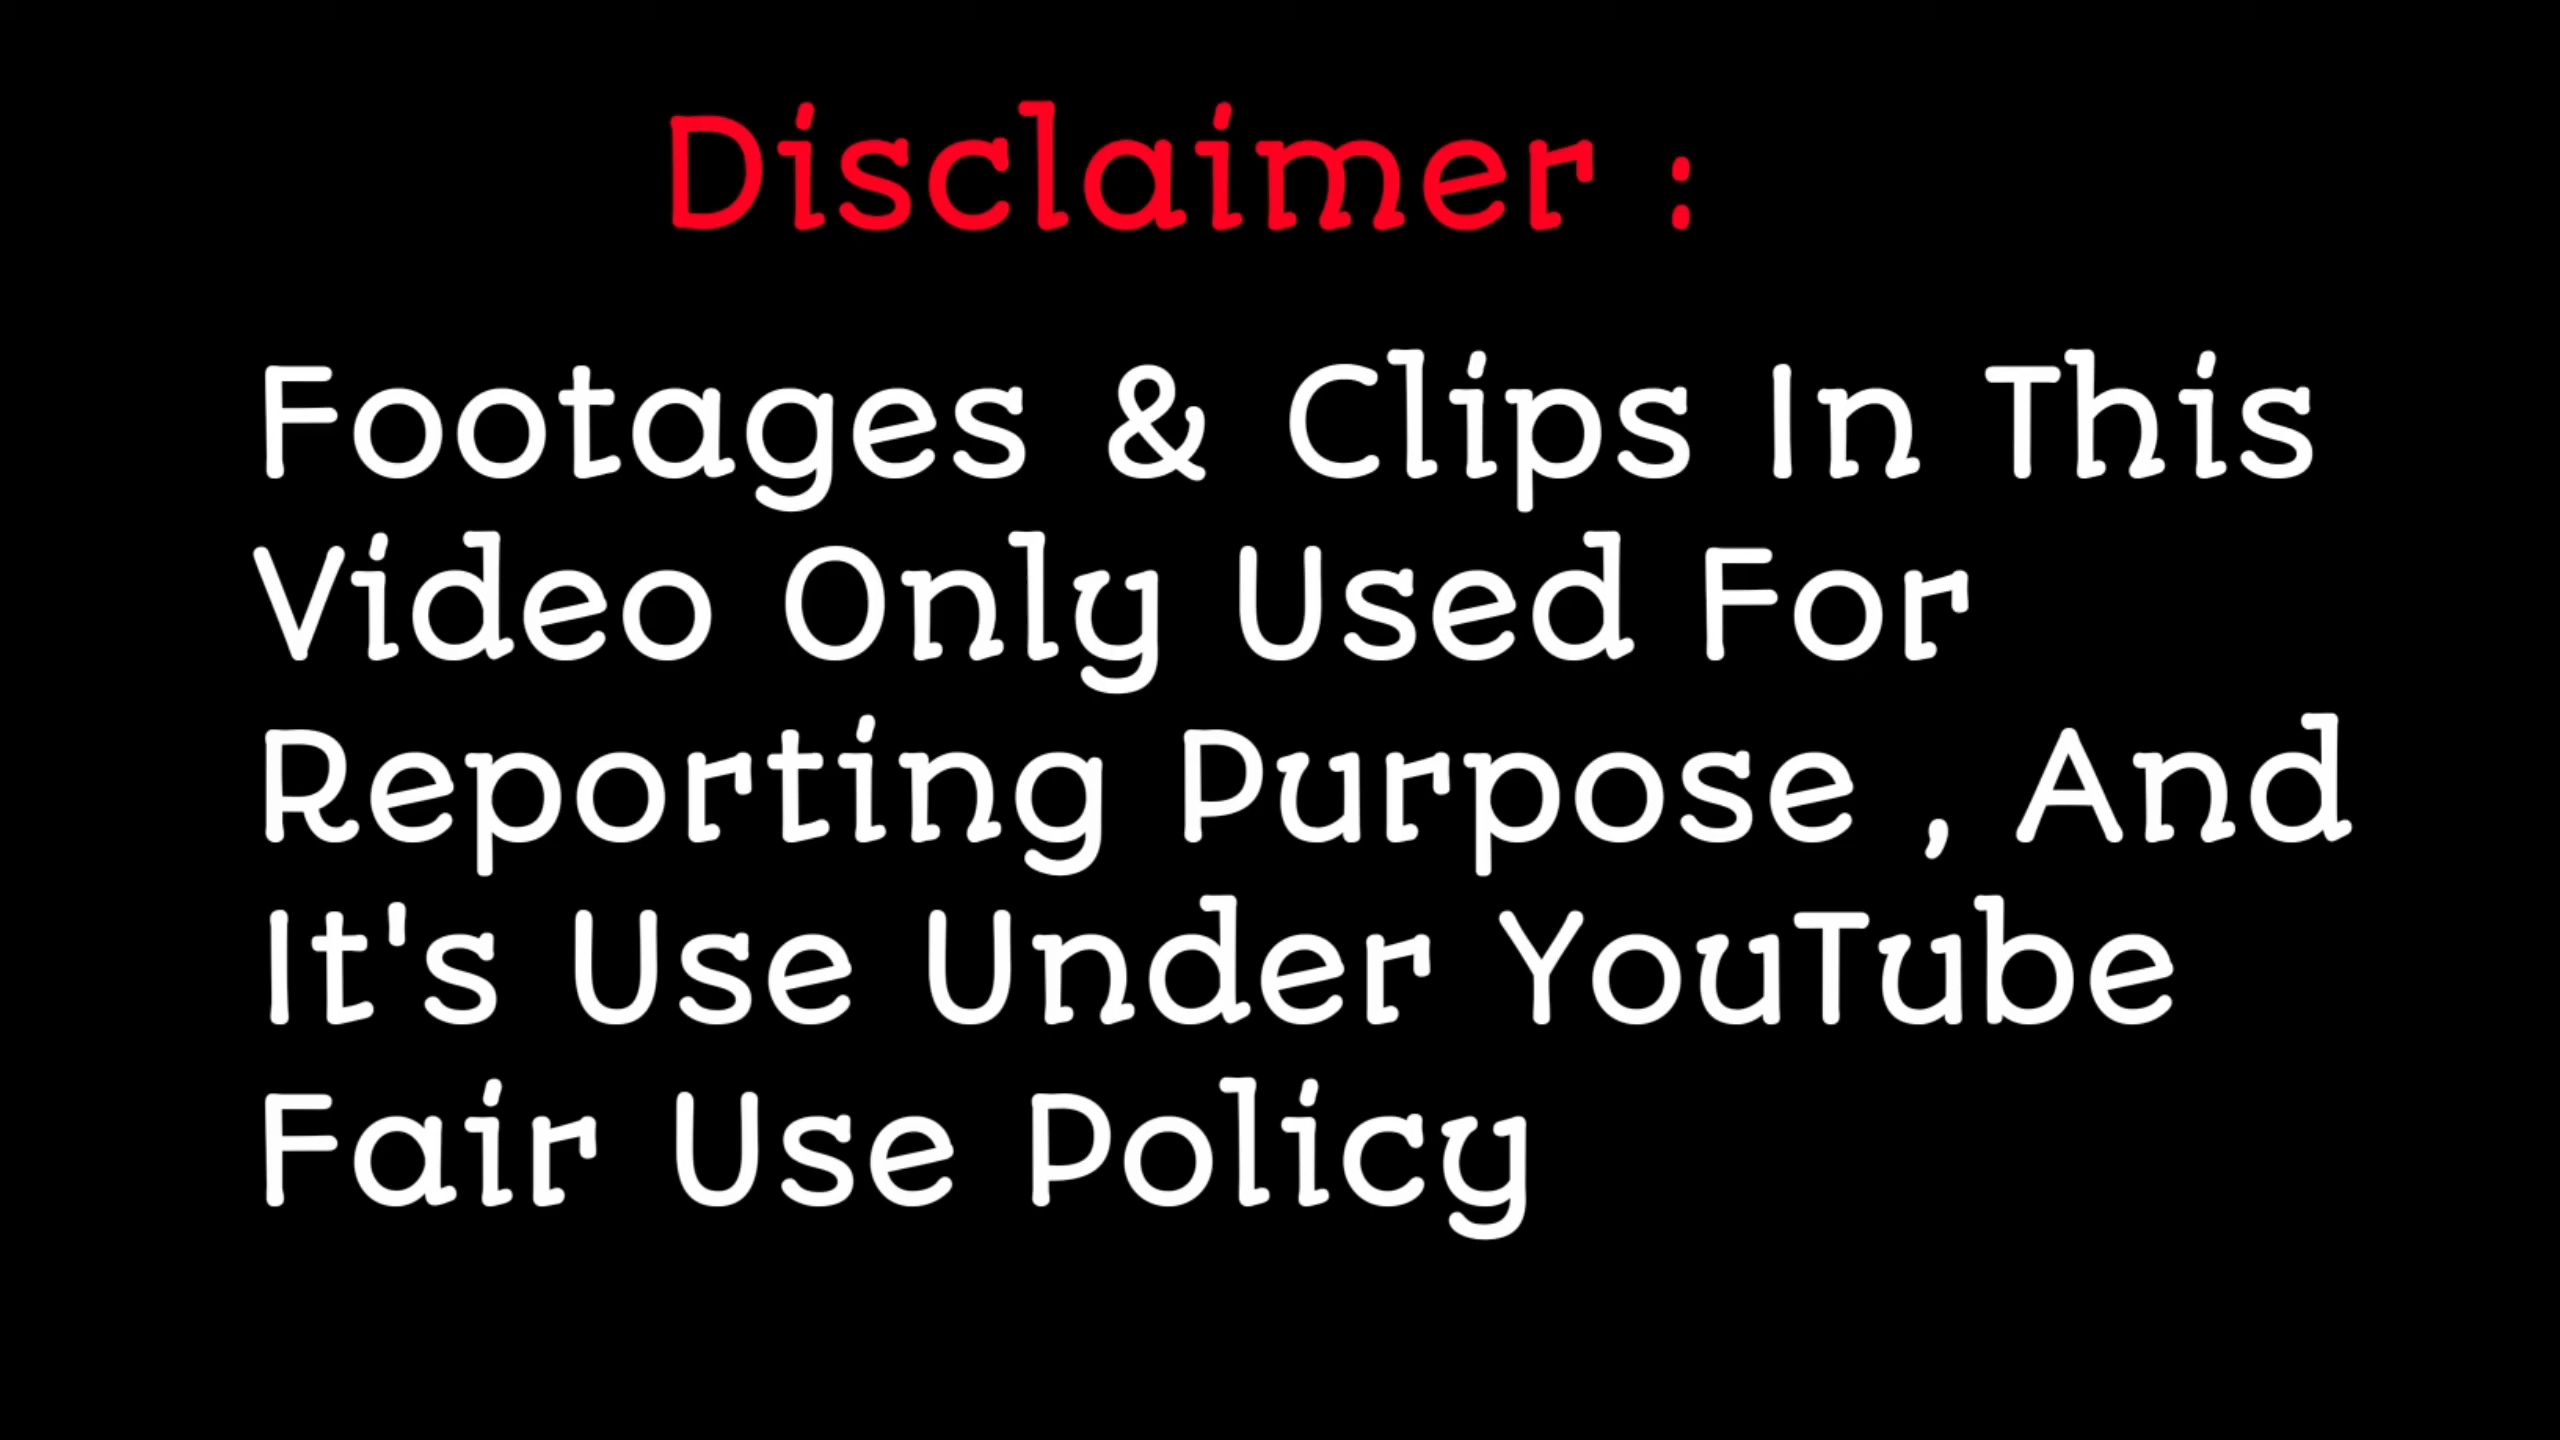 Disclaimer :
Footages & Clips In This
Video Only Used For
Reporting Purpose , And
It's Use Under YouTube
Fair Use Policy